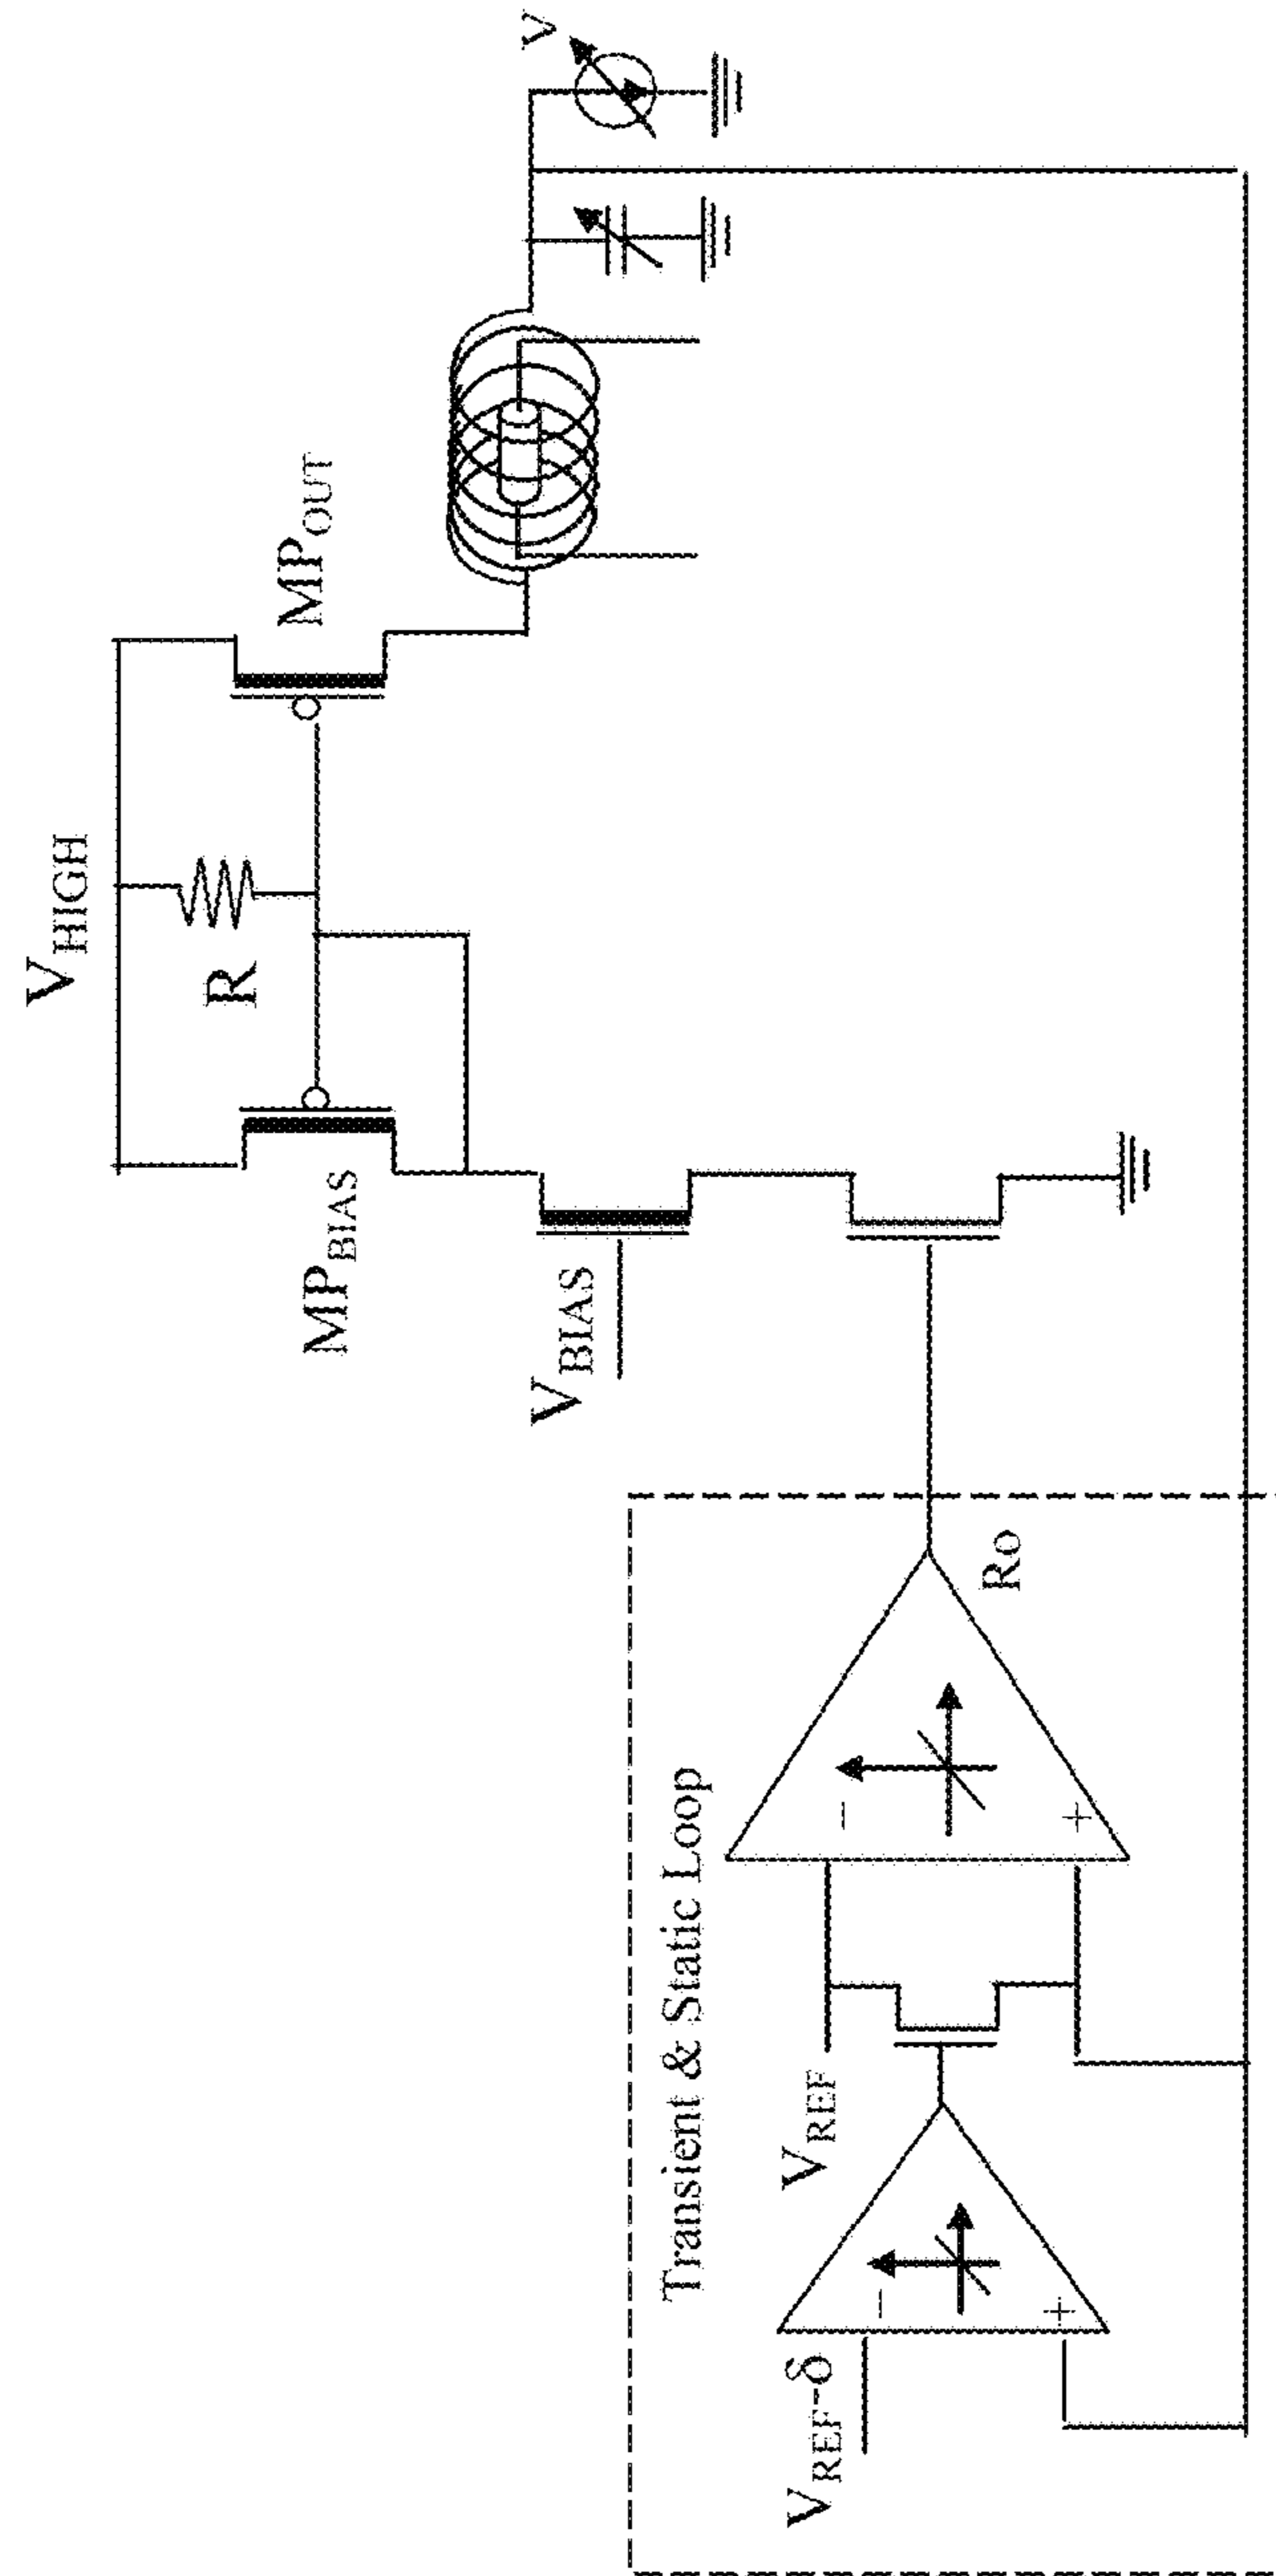 V_HIGH
R
MP_BIAS
MP_OUT
V
V_BIAS
Transient & Static Loop
V_REF
V_REF-δ
-
+
-
+
Ro